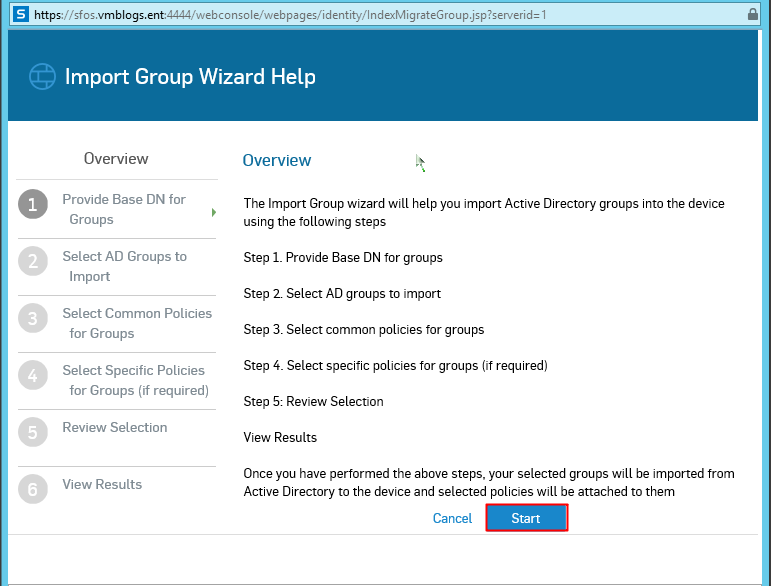 S https://sfos.vmblogs.ent:4444/webconsole/webpages/identity/IndexMigrateGroup.jsp?serverid=1
Import Group Wizard Help
Overview
1 Provide Base DN for
Groups
2 Select AD Groups to
Import
3 Select Common Policies
for Groups
4 Select Specific Policies
for Groups (if required)
5 Review Selection
6 View Results
Overview
The Import Group wizard will help you import Active Directory groups into the device
using the following steps
Step 1. Provide Base DN for groups
Step 2. Select AD groups to import
Step 3. Select common policies for groups
Step 4. Select specific policies for groups (if required)
Step 5: Review Selection
View Results
Once you have performed the above steps, your selected groups will be imported from
Active Directory to the device and selected policies will be attached to them
Cancel Start